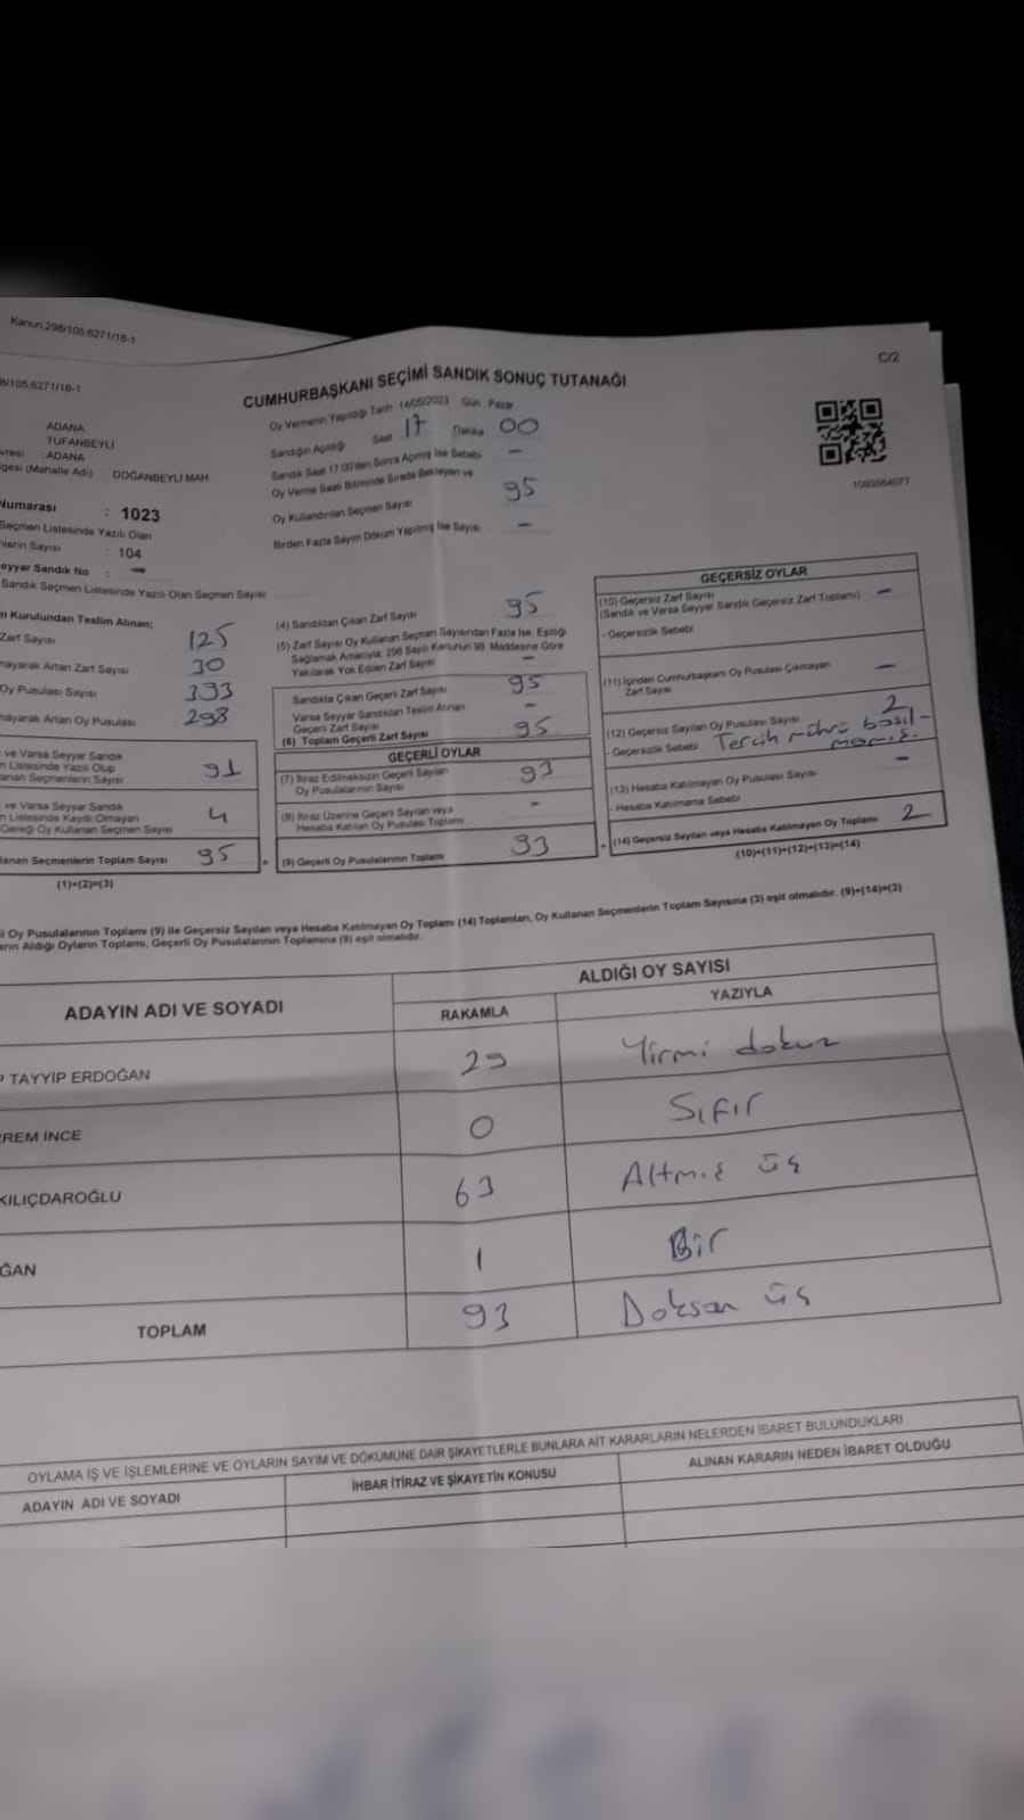 Kanun.298/105.6271/16-1
C/2
8/105.6271/16-1
CUMHURBAŞKANI SEÇİMİ SANDIK SONUÇ TUTANAĞI
Oy Vermenin Yapıldığı Tarih : 14/05/2023 Gün : Pazar
ADANA
TUFANBEYLİ
ADANA
gesi (Mahalle Adı) : DOĞANBEYLİ MAH
Sandığın Açıldığı Saat 17 Dakika 00
Sandık Saat 17.00'den Sonra Açılmış İse Sebebi -
Oy Verme Saati Bitiminde Sırada Bekleyen ve
Oy Kullandırılan Seçmen Sayısı 95
Birden Fazla Sayım Döküm Yapılmış İse Sayısı -
Numarası : 1023
Seçmen Listesinde Yazılı Olan
nlerin Sayısı : 104
eyyar Sandık No : -
Sandık Seçmen Listesinde Yazılı Olan Seçmen Sayısı
n Kurulundan Teslim Alınan;
Zarf Sayısı 125
mayarak Artan Zarf Sayısı 30
Oy Pusulası Sayısı 393
mayarak Artan Oy Pusulası 298
ve Varsa Seyyar Sandık
n Listesinde Yazılı Olup
anan Seçmenlerin Sayısı 91
ve Varsa Seyyar Sandık
n Listesinde Kayıtlı Olmayan
Gereği Oy Kullanan Seçmen Sayısı 4
lanan Seçmenlerin Toplam Sayısı 95
(1)+(2)=(3)
(4) Sandıktan Çıkan Zarf Sayısı 95
(5) Zarf Sayısı Oy Kullanan Seçmen Sayısından Fazla İse, Eşitliği
Sağlamak Amacıyla, 298 Sayılı Kanunun 98. Maddesine Göre
Yakılarak Yok Edilen Zarf Sayısı -
Sandıkta Çıkan Geçerli Zarf Sayısı 95
Varsa Seyyar Sandıktan Teslim Alınan
Geçerli Zarf Sayısı -
(6) Toplam Geçerli Zarf Sayısı 95
GEÇERLİ OYLAR
(7) İtiraz Edilmeksizin Geçerli Sayılan
Oy Pusulalarının Sayısı 93
(8) İtiraz Üzerine Geçerli Sayılan veya
Hesaba Katılan Oy Pusulası Toplamı -
(9) Geçerli Oy Pusulalarının Toplamı 93
GEÇERSİZ OYLAR
(10) Geçersiz Zarf Sayısı
(Sandık ve Varsa Seyyar Sandık Geçersiz Zarf Toplamı) -
- Geçersizlik Sebebi
(11) İçinden Cumhurbaşkanı Oy Pusulası Çıkmayan
Zarf Sayısı -
(12) Geçersiz Sayılan Oy Pusulası Sayısı 2
- Geçersizlik Sebebi Tercih mührü basıl-
mamış.
(13) Hesaba Katılmayan Oy Pusulası Sayısı -
- Hesaba Katılmama Sebebi
(14) Geçersiz Sayılan veya Hesaba Katılmayan Oy Toplamı 2
(10)+(11)+(12)+(13)=(14)
i Oy Pusulalarının Toplamı (9) ile Geçersiz Sayılan veya Hesaba Katılmayan Oy Toplamı (14) Toplamları, Oy Kullanan Seçmenlerin Toplam Sayısına (3) eşit olmalıdır. (9)+(14)=(3)
erin Aldığı Oyların Toplamı, Geçerli Oy Pusulalarının Toplamına (9) eşit olmalıdır.
ADAYIN ADI VE SOYADI
ALDIĞI OY SAYISI
RAKAMLA YAZIYLA
P TAYYIP ERDOĞAN 29 Yirmi dokuz
RREM İNCE 0 Sıfır
KILIÇDAROĞLU 63 Altmış üç
ĞAN 1 Bir
TOPLAM 93 Doksan üç
OYLAMA İŞ VE İŞLEMLERİNE VE OYLARIN SAYIM VE DÖKÜMÜNE DAİR ŞİKAYETLERLE BUNLARA AİT KARARLARIN NELERDEN İBARET BULUNDUKLARI
ADAYIN ADI VE SOYADI İHBAR İTİRAZ VE ŞİKAYETİN KONUSU ALINAN KARARIN NEDEN İBARET OLDUĞU